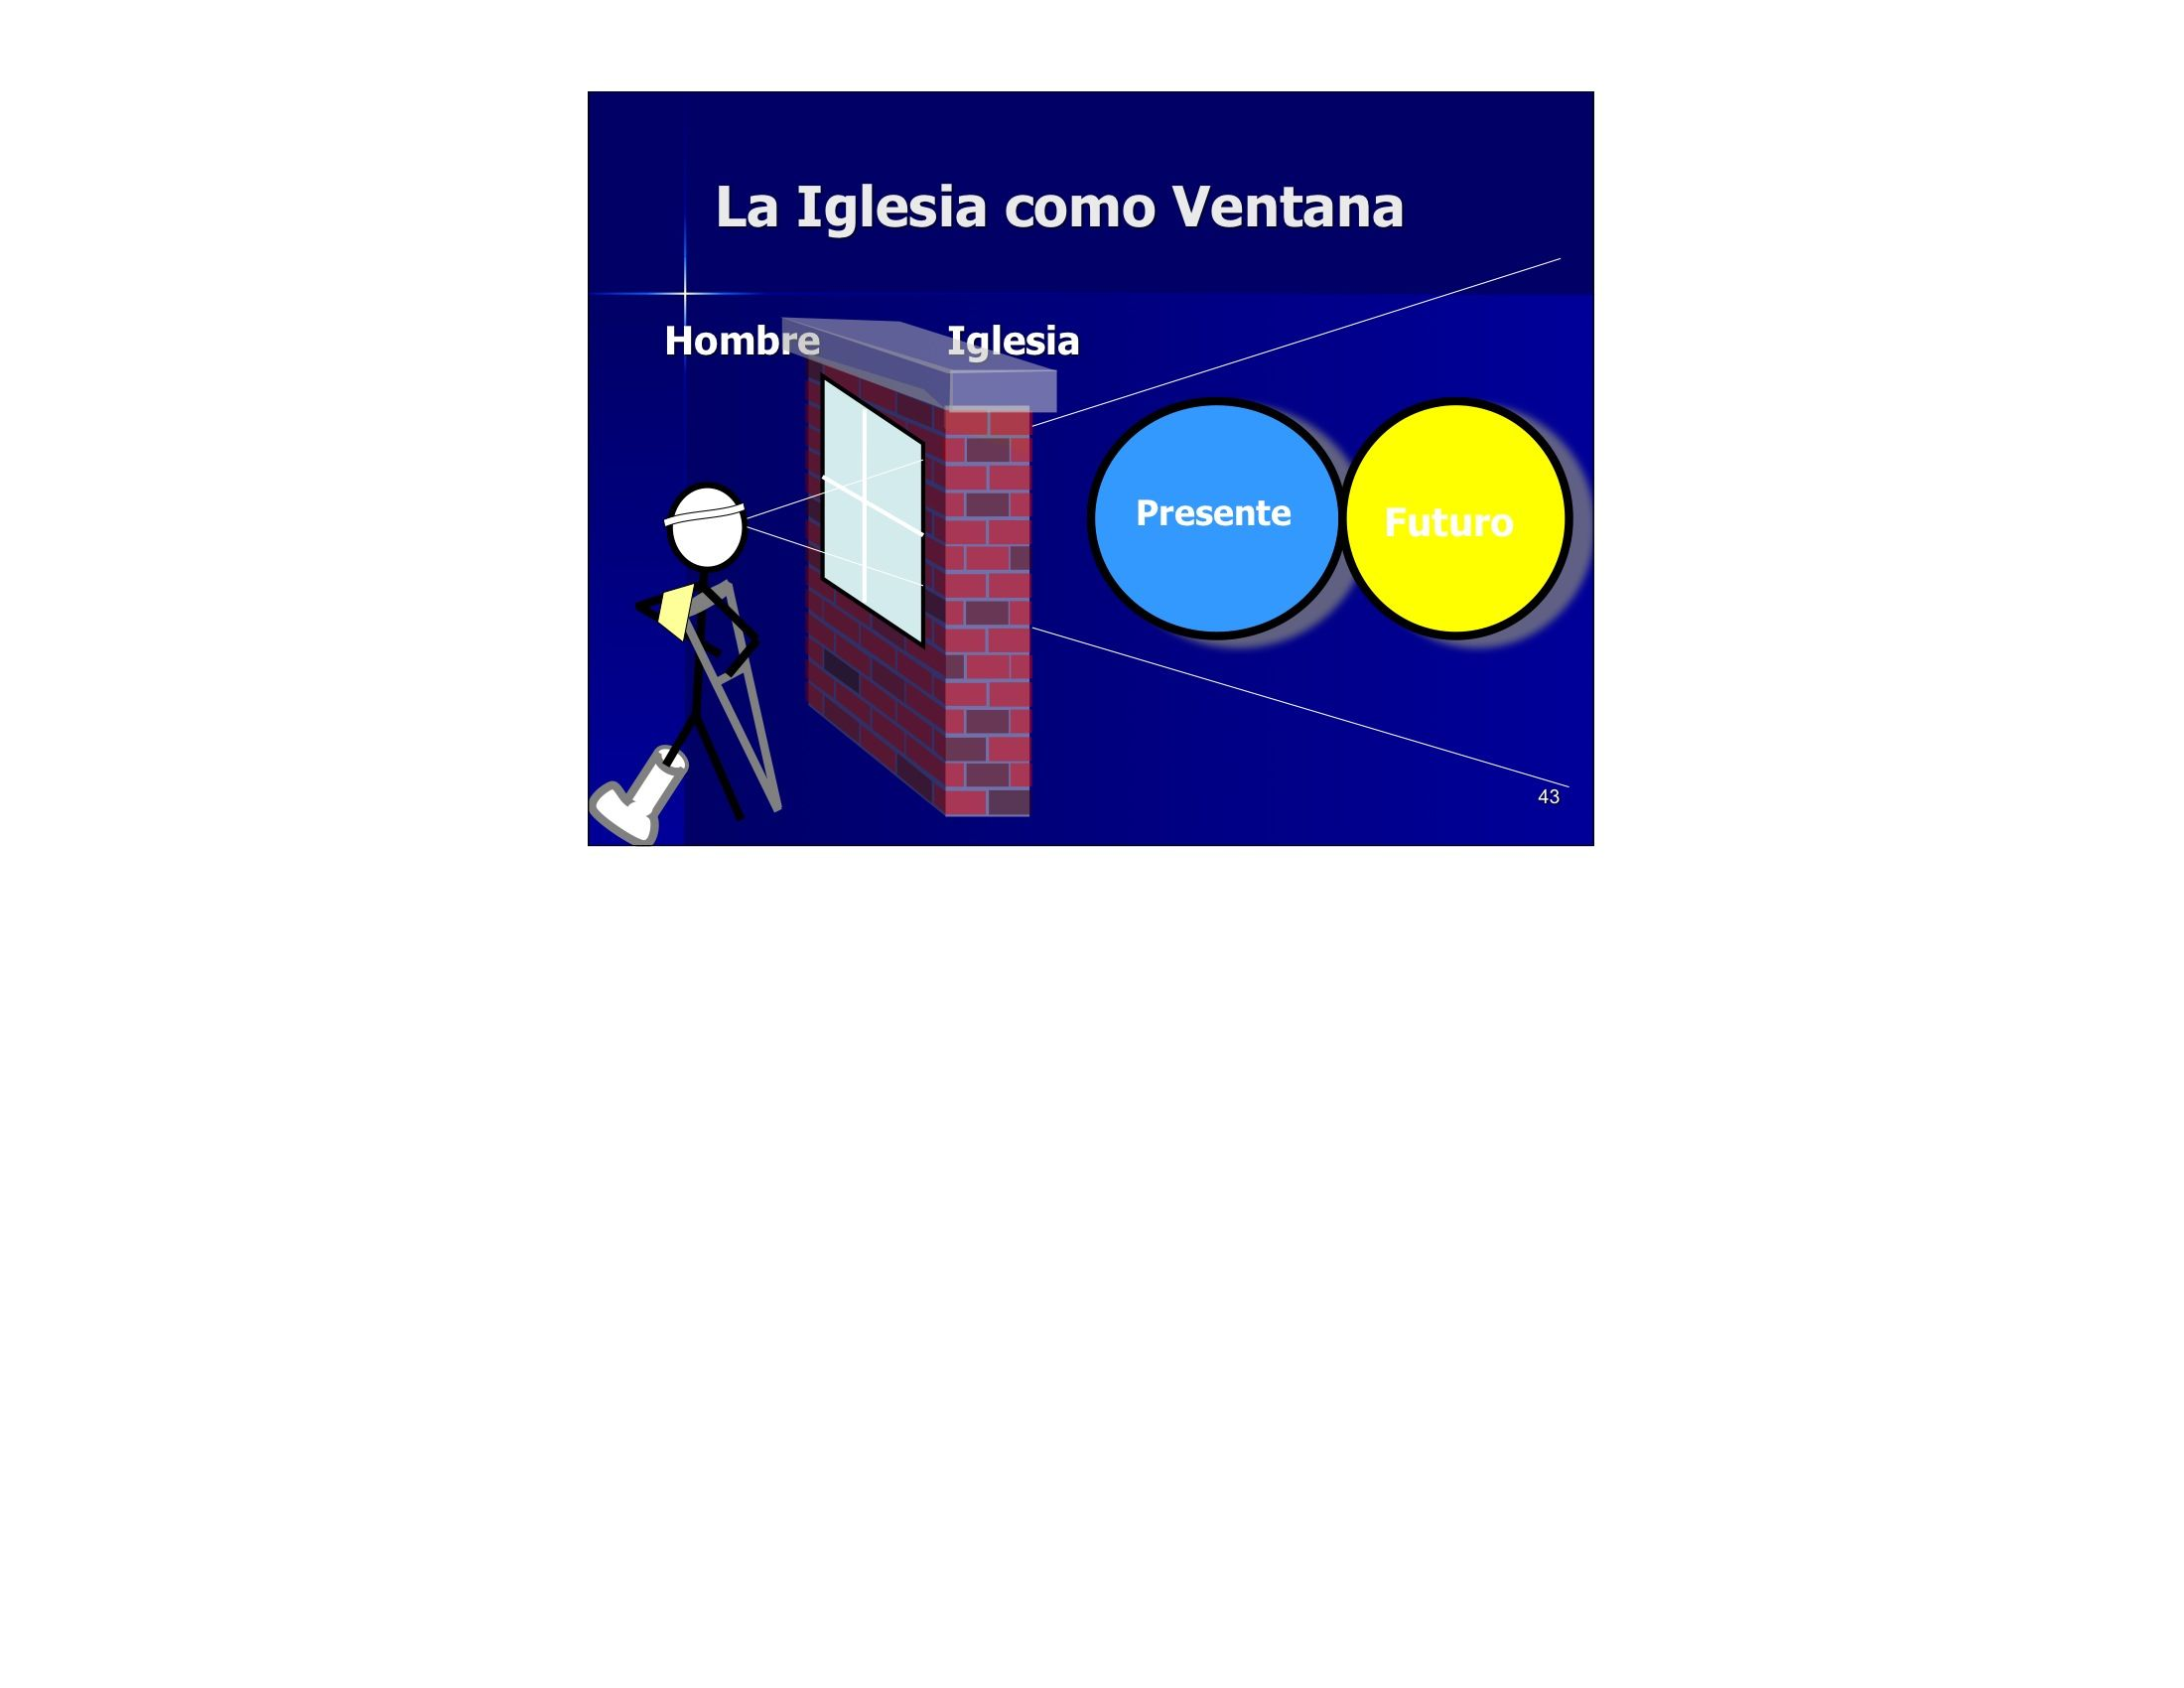 La Iglesia como Ventana
Hombre
Iglesia
Presente
Futuro
43